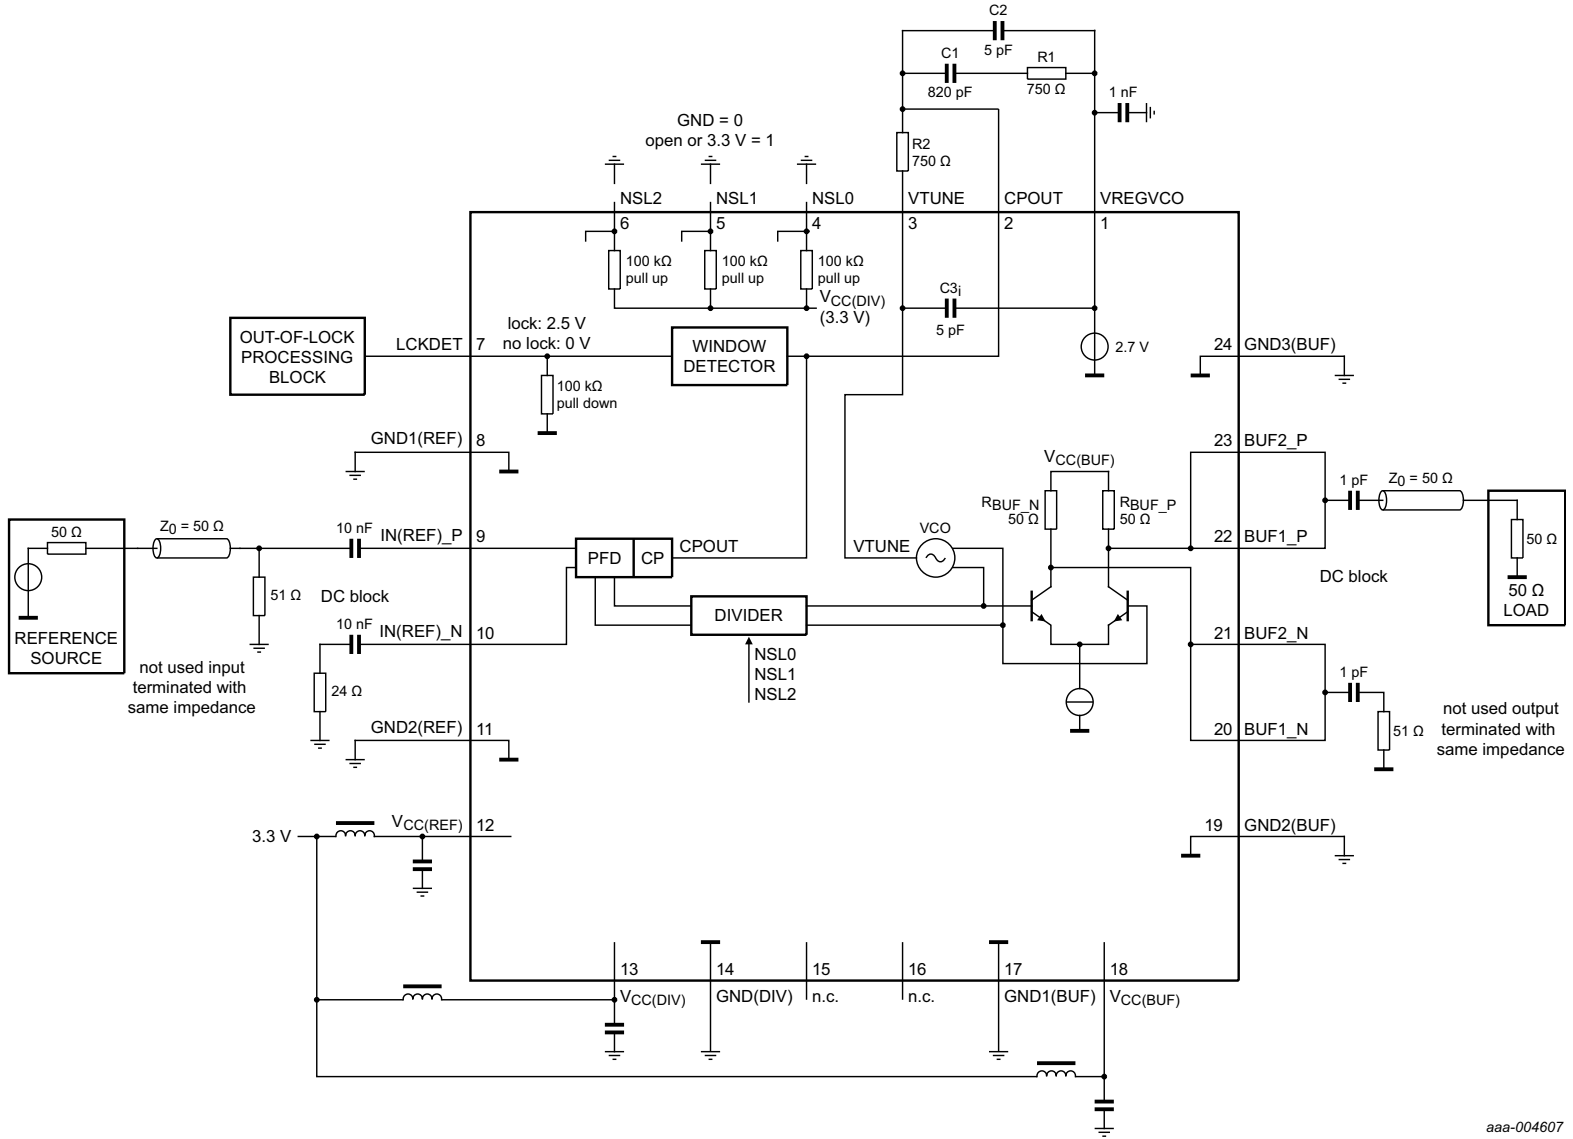 C2
5 pF
C1
R1
820 pF
750 Ω
1 nF
GND = 0
open or 3.3 V = 1
R2
750 Ω
NSL2
NSL1
NSL0
VTUNE
CPOUT
VREGVCO
6
5
4
3
2
1
100 kΩ
pull up
100 kΩ
pull up
100 kΩ
pull up
VCC(DIV)
(3.3 V)
C3i
5 pF
2.7 V
OUT-OF-LOCK
PROCESSING
BLOCK
LCKDET
7
lock: 2.5 V
no lock: 0 V
WINDOW
DETECTOR
100 kΩ
pull down
24
GND3(BUF)
GND1(REF)
8
23
BUF2_P
VCC(BUF)
RBUF_N
50 Ω
RBUF_P
50 Ω
1 pF
Z0 = 50 Ω
50 Ω
Z0 = 50 Ω
10 nF
IN(REF)_P
9
PFD
CP
CPOUT
VTUNE
VCO
22
BUF1_P
50 Ω
50 Ω
LOAD
DC block
51 Ω
DC block
REFERENCE
SOURCE
10 nF
IN(REF)_N
10
DIVIDER
NSL0
NSL1
NSL2
21
BUF2_N
1 pF
not used input
terminated with
same impedance
24 Ω
GND2(REF)
11
20
BUF1_N
51 Ω
not used output
terminated with
same impedance
3.3 V
VCC(REF)
12
19
GND2(BUF)
13
14
15
16
17
18
VCC(DIV)
GND(DIV)
n.c.
n.c.
GND1(BUF)
VCC(BUF)
aaa-004607